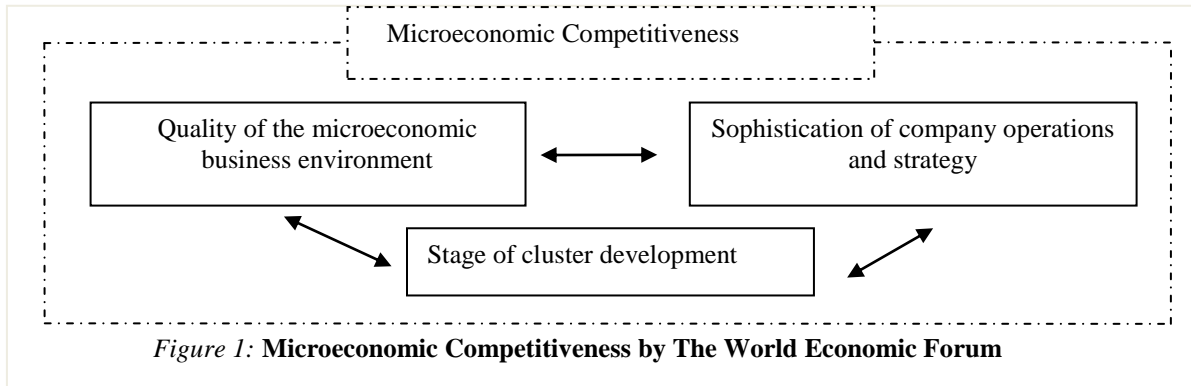 Microeconomic Competitiveness
Quality of the microeconomic
business environment
Sophistication of company operations
and strategy
Stage of cluster development
Figure 1: Microeconomic Competitiveness by The World Economic Forum